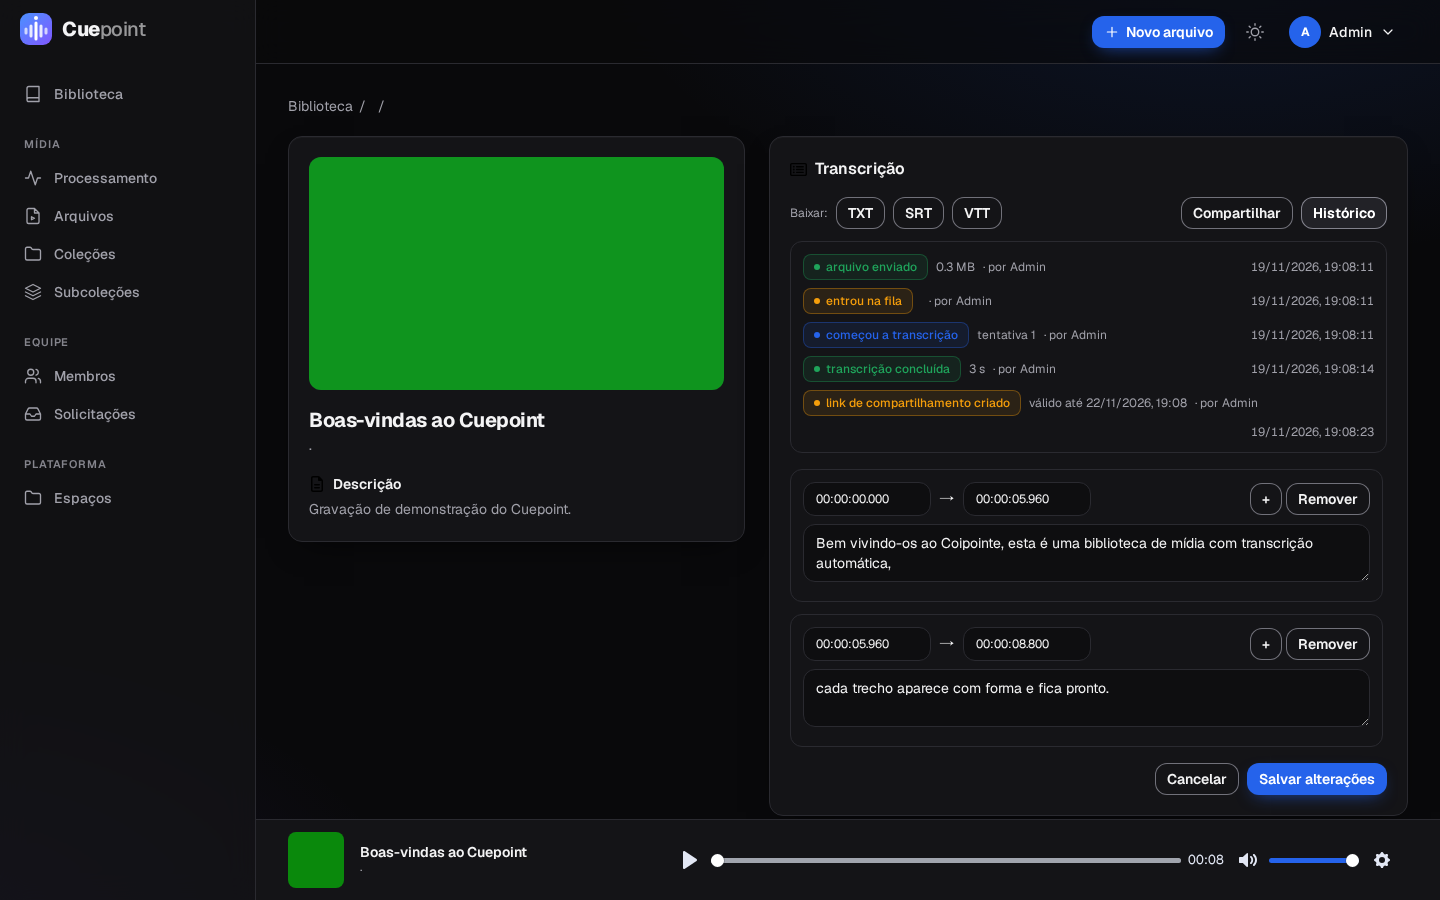 Cuepoint
Novo arquivo
A
Admin
Biblioteca
MÍDIA
Processamento
Arquivos
Coleções
Subcoleções
EQUIPE
Membros
Solicitações
PLATAFORMA
Espaços
Biblioteca / /
Boas-vindas ao Cuepoint
·
Descrição
Gravação de demonstração do Cuepoint.
Transcrição
Baixar: TXT SRT VTT Compartilhar Histórico
arquivo enviado 0.3 MB · por Admin 19/11/2026, 19:08:11
entrou na fila · por Admin 19/11/2026, 19:08:11
começou a transcrição tentativa 1 · por Admin 19/11/2026, 19:08:11
transcrição concluída 3 s · por Admin 19/11/2026, 19:08:14
link de compartilhamento criado válido até 22/11/2026, 19:08 · por Admin
19/11/2026, 19:08:23
00:00:00.000 → 00:00:05.960 + Remover
Bem vivindo-os ao Coipointe, esta é uma biblioteca de mídia com transcrição
automática,
00:00:05.960 → 00:00:08.800 + Remover
cada trecho aparece com forma e fica pronto.
Cancelar Salvar alterações
Boas-vindas ao Cuepoint
·
00:08